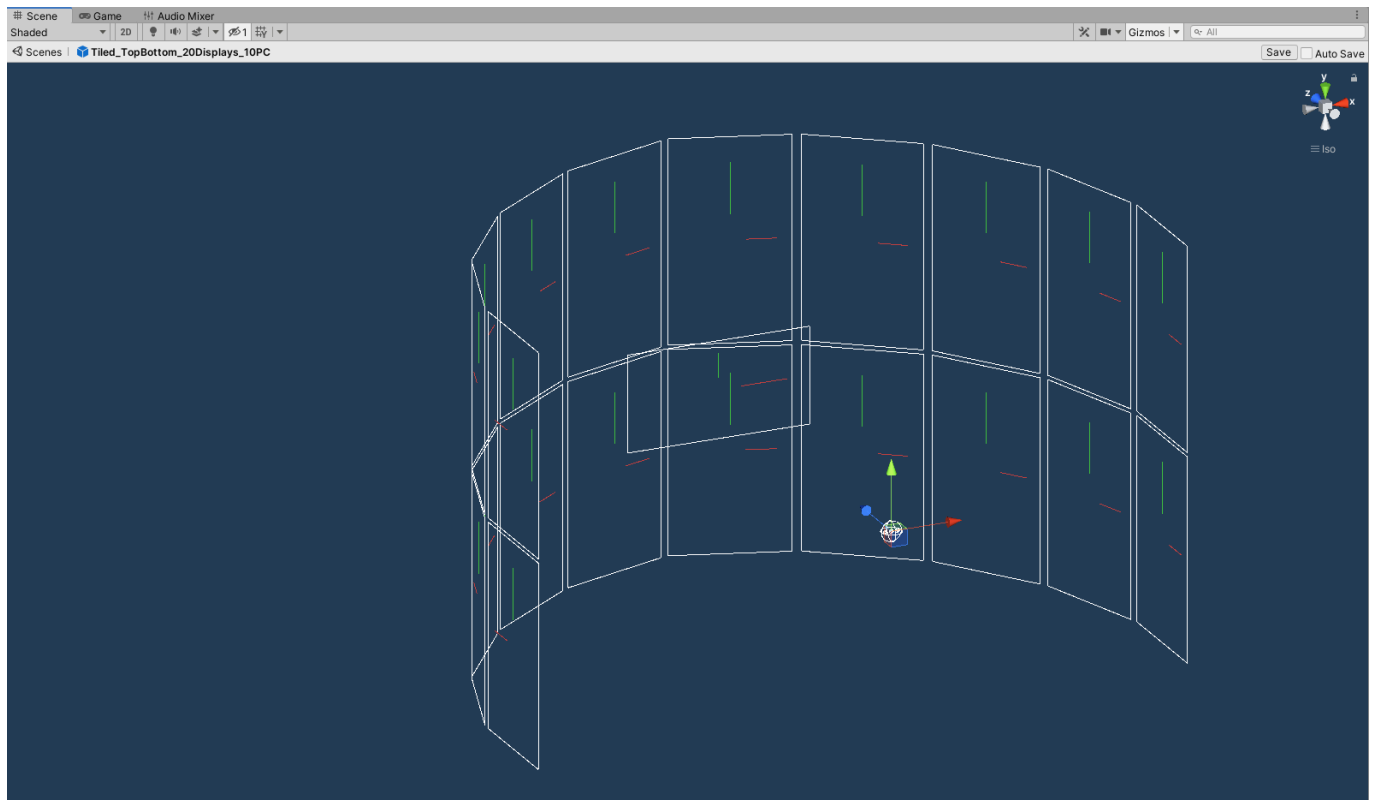 Scene Game Audio Mixer
Shaded 2D 1 Gizmos All
Scenes Tiled_TopBottom_20Displays_10PC Save Auto Save
y
z x
Iso